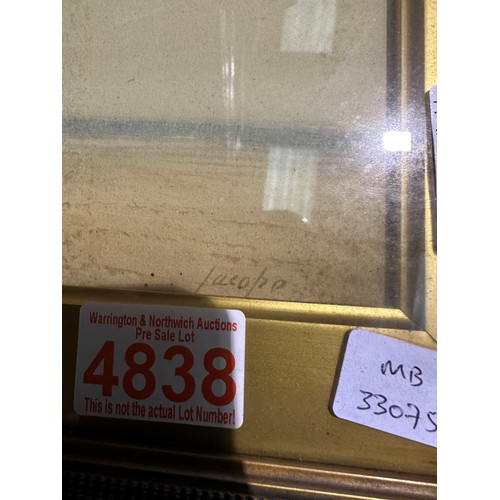 Jacopo
Warrington & Northwich Auctions
Pre Sale Lot
4838
This is not the actual Lot Number!
MB
33075